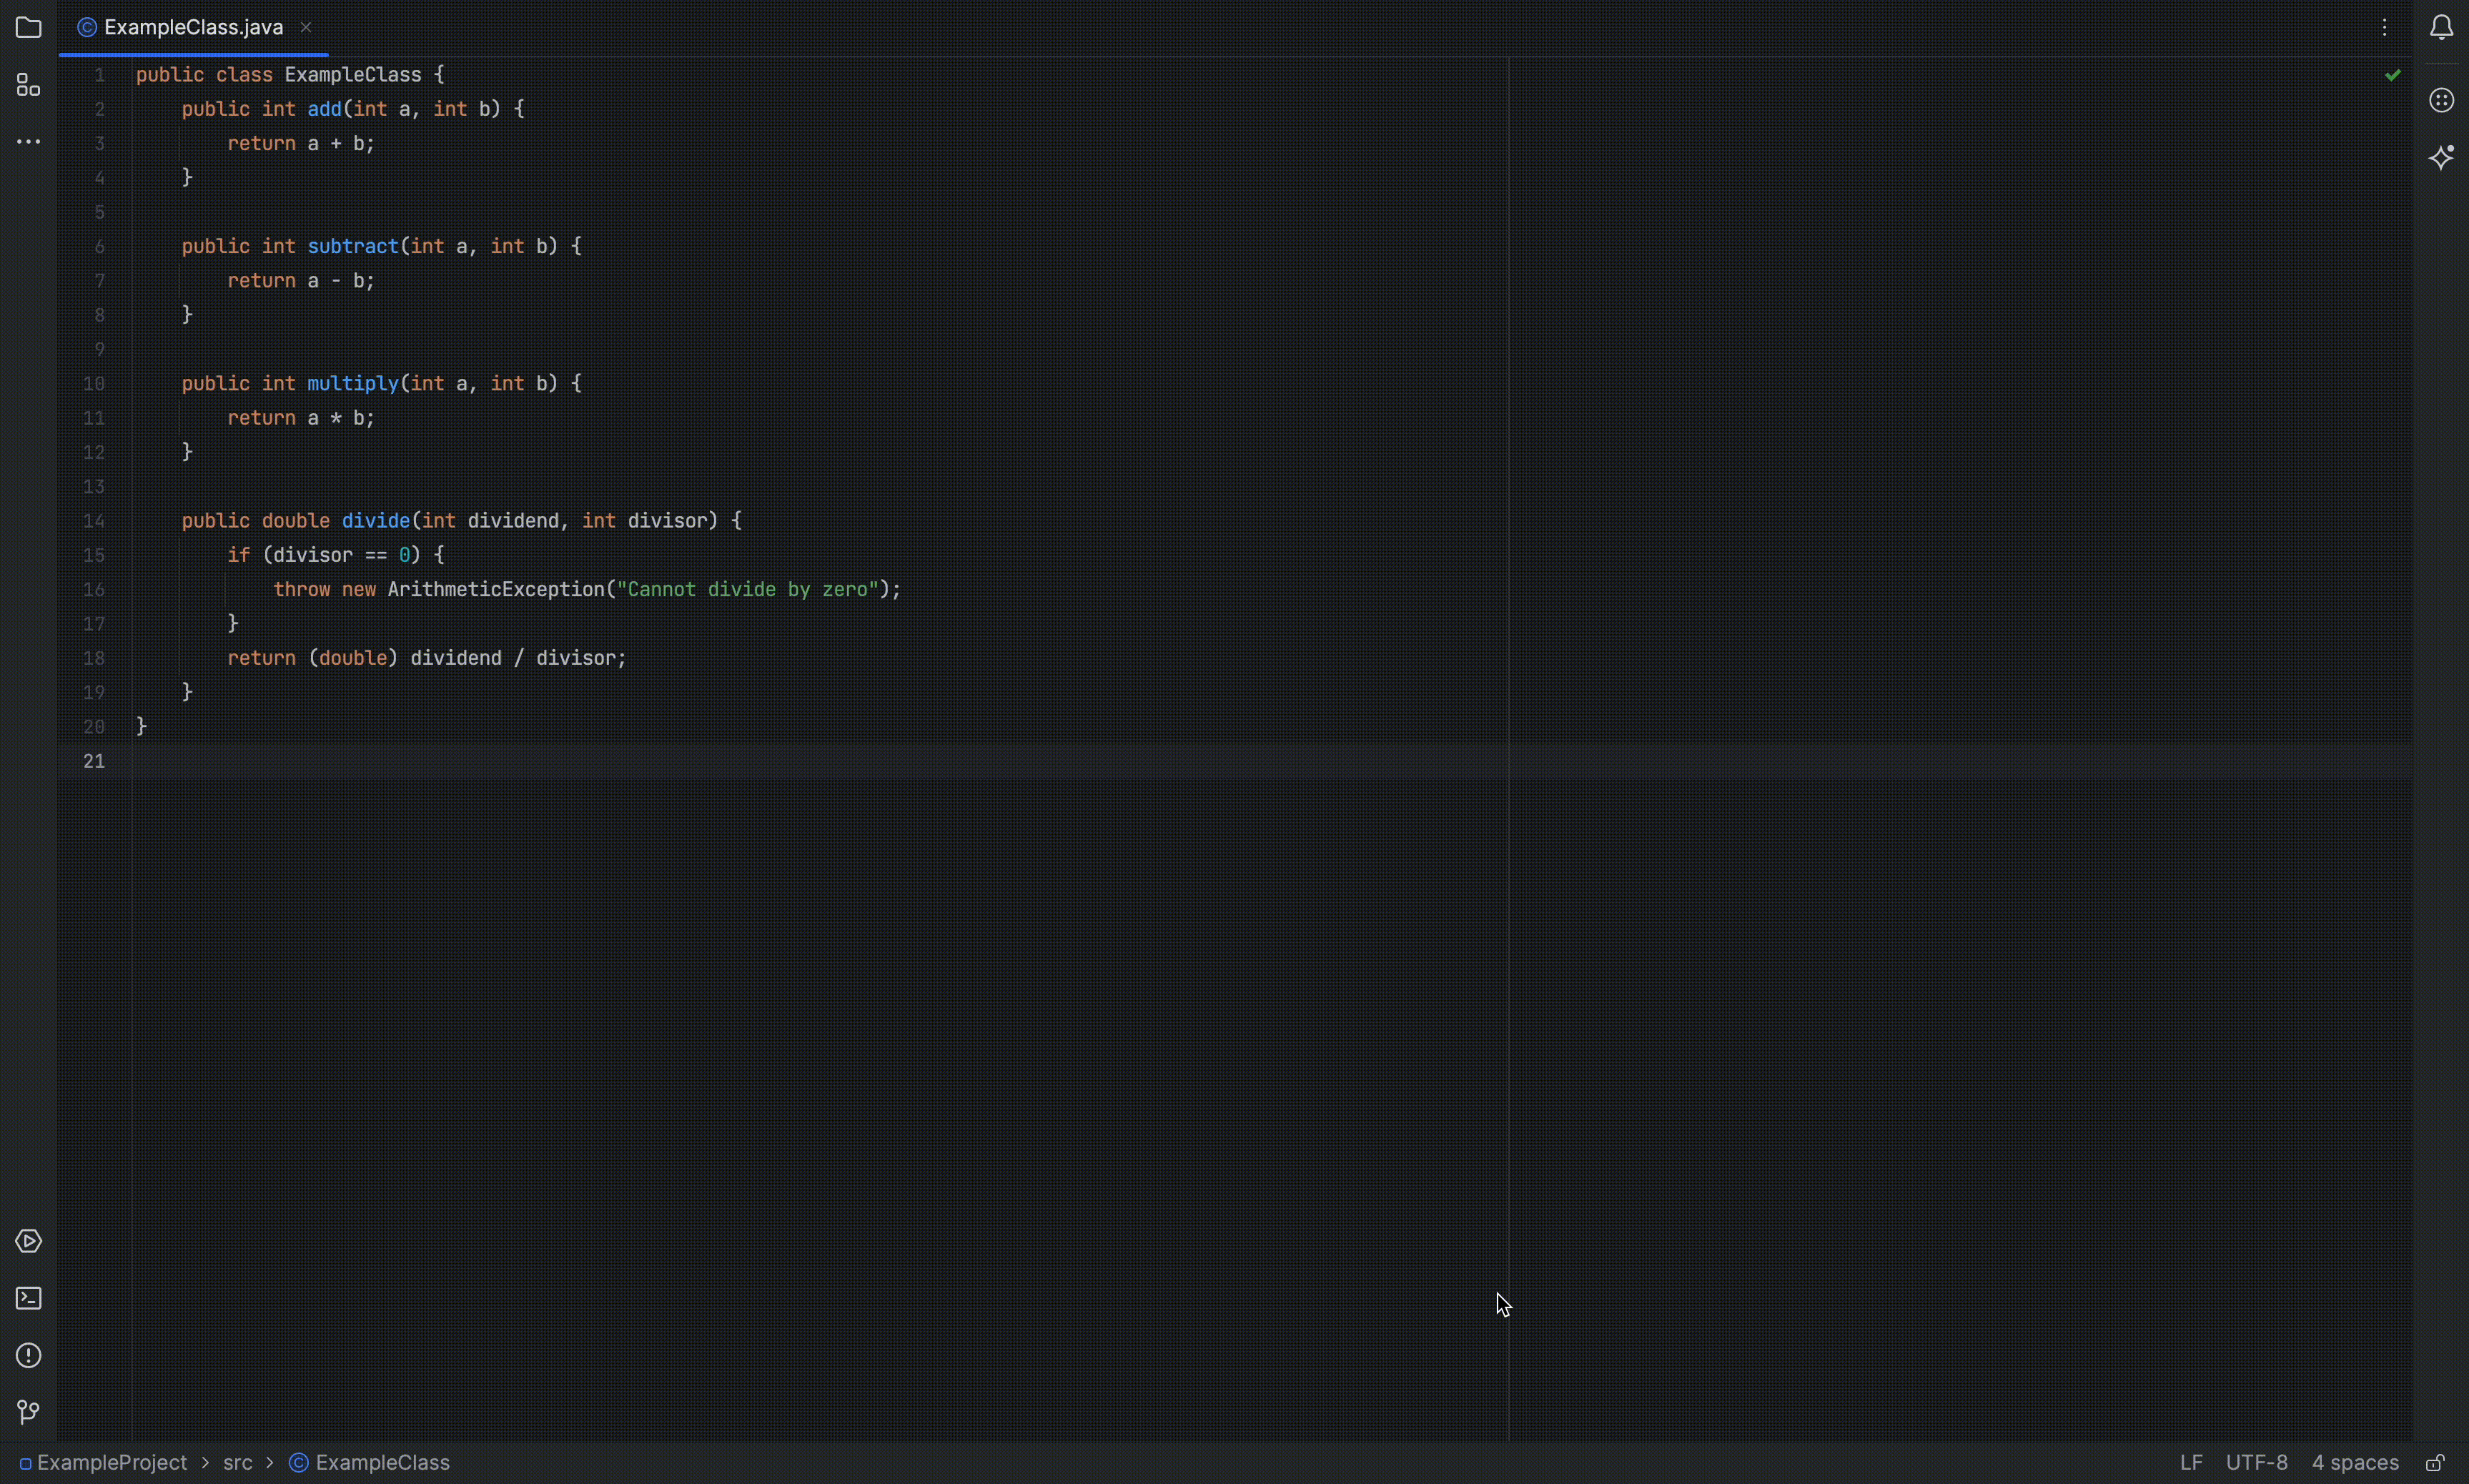 ExampleClass.java
1 public class ExampleClass {
2     public int add(int a, int b) {
3         return a + b;
4     }
5
6     public int subtract(int a, int b) {
7         return a - b;
8     }
9
10     public int multiply(int a, int b) {
11         return a * b;
12     }
13
14     public double divide(int dividend, int divisor) {
15         if (divisor == 0) {
16             throw new ArithmeticException("Cannot divide by zero");
17         }
18         return (double) dividend / divisor;
19     }
20 }
21
ExampleProject > src > ExampleClass LF UTF-8 4 spaces